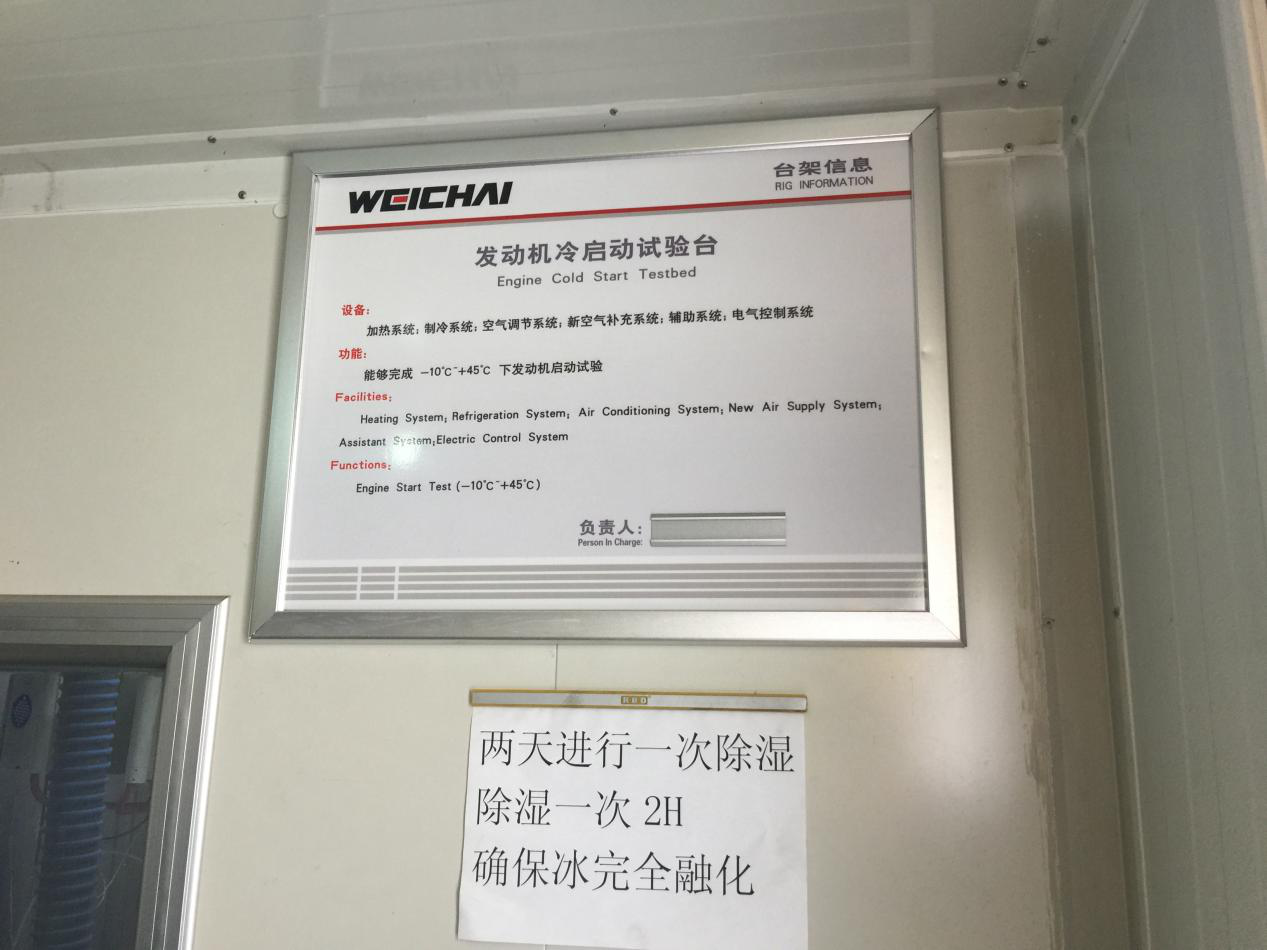 WEICHAI
台架信息
RIG INFORMATION
发动机冷启动试验台
Engine Cold Start Testbed
设备:
加热系统; 制冷系统; 空气调节系统; 新空气补充系统; 辅助系统; 电气控制系统
功能:
能够完成 -10℃~+45℃ 下发动机启动试验
Facilities:
Heating System; Refrigeration System; Air Conditioning System; New Air Supply System;
Assistant System;Electric Control System
Functions:
Engine Start Test (-10℃~+45℃)
负责人:
Person In Charge:
两天进行一次除湿
除湿一次 2H
确保冰完全融化